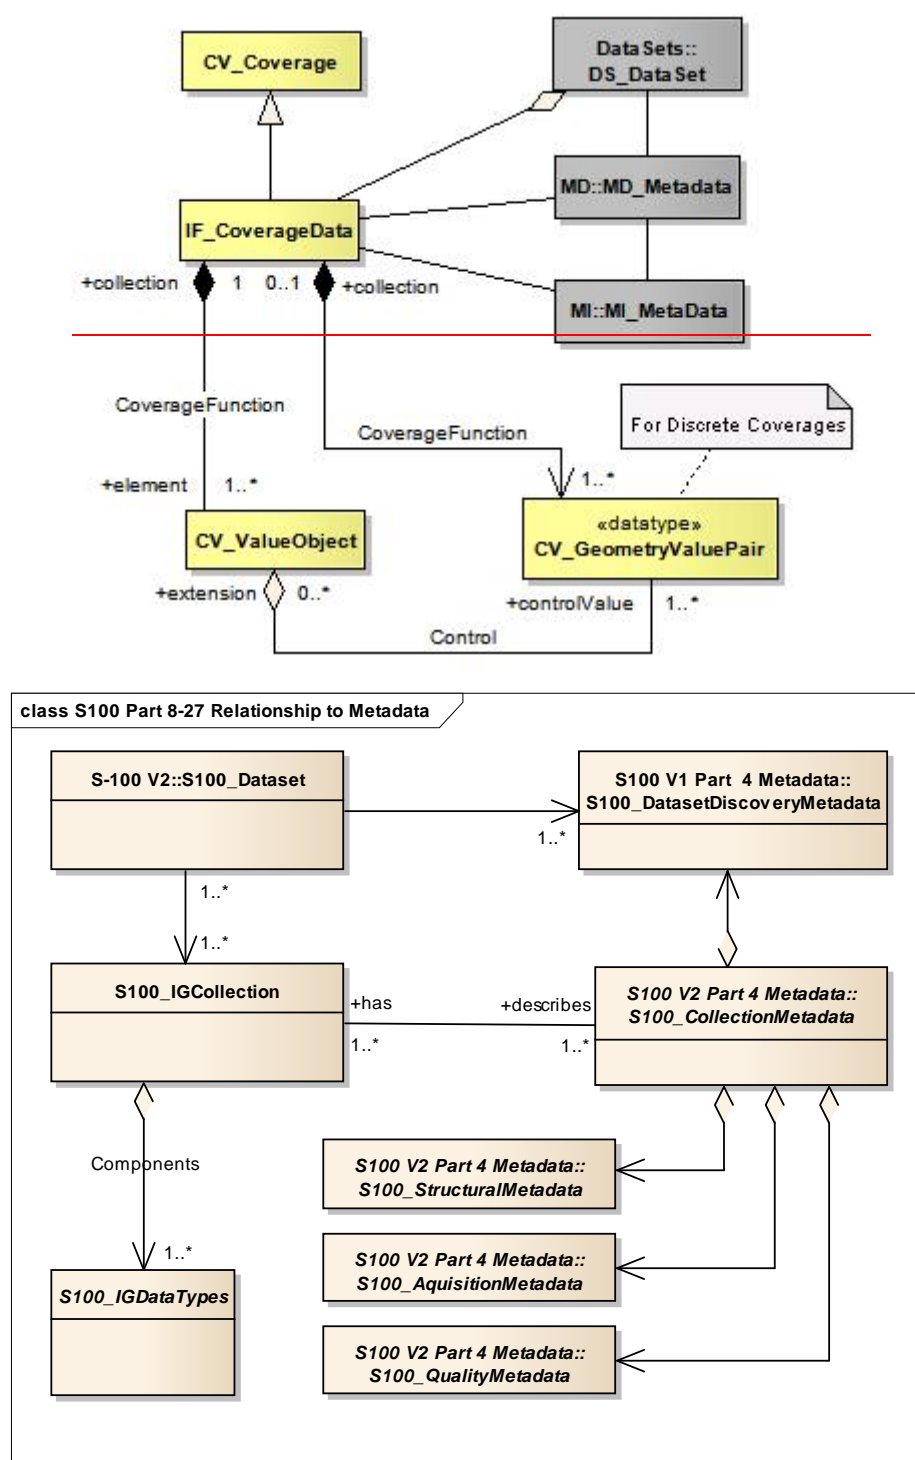 CV_Coverage
DataSets::
DS_DataSet
MD::MD_Metadata
IF_CoverageData
+collection
1
0..1
+collection
MI::MI_MetaData
CoverageFunction
For Discrete Coverages
CoverageFunction
+element
1..*
1..*
CV_ValueObject
«datatype»
CV_GeometryValuePair
+extension
0..*
+controlValue
1..*
Control
class S100 Part 8-27 Relationship to Metadata
S-100 V2::S100_Dataset
S100 V1 Part 4 Metadata::
S100_DatasetDiscoveryMetadata
1..*
1..*
1..*
S100_IGCollection
+has
+describes
1..*
1..*
S100 V2 Part 4 Metadata::
S100_CollectionMetadata
Components
1..*
S100 V2 Part 4 Metadata::
S100_StructuralMetadata
S100 V2 Part 4 Metadata::
S100_AquisitionMetadata
S100_IGDataTypes
S100 V2 Part 4 Metadata::
S100_QualityMetadata